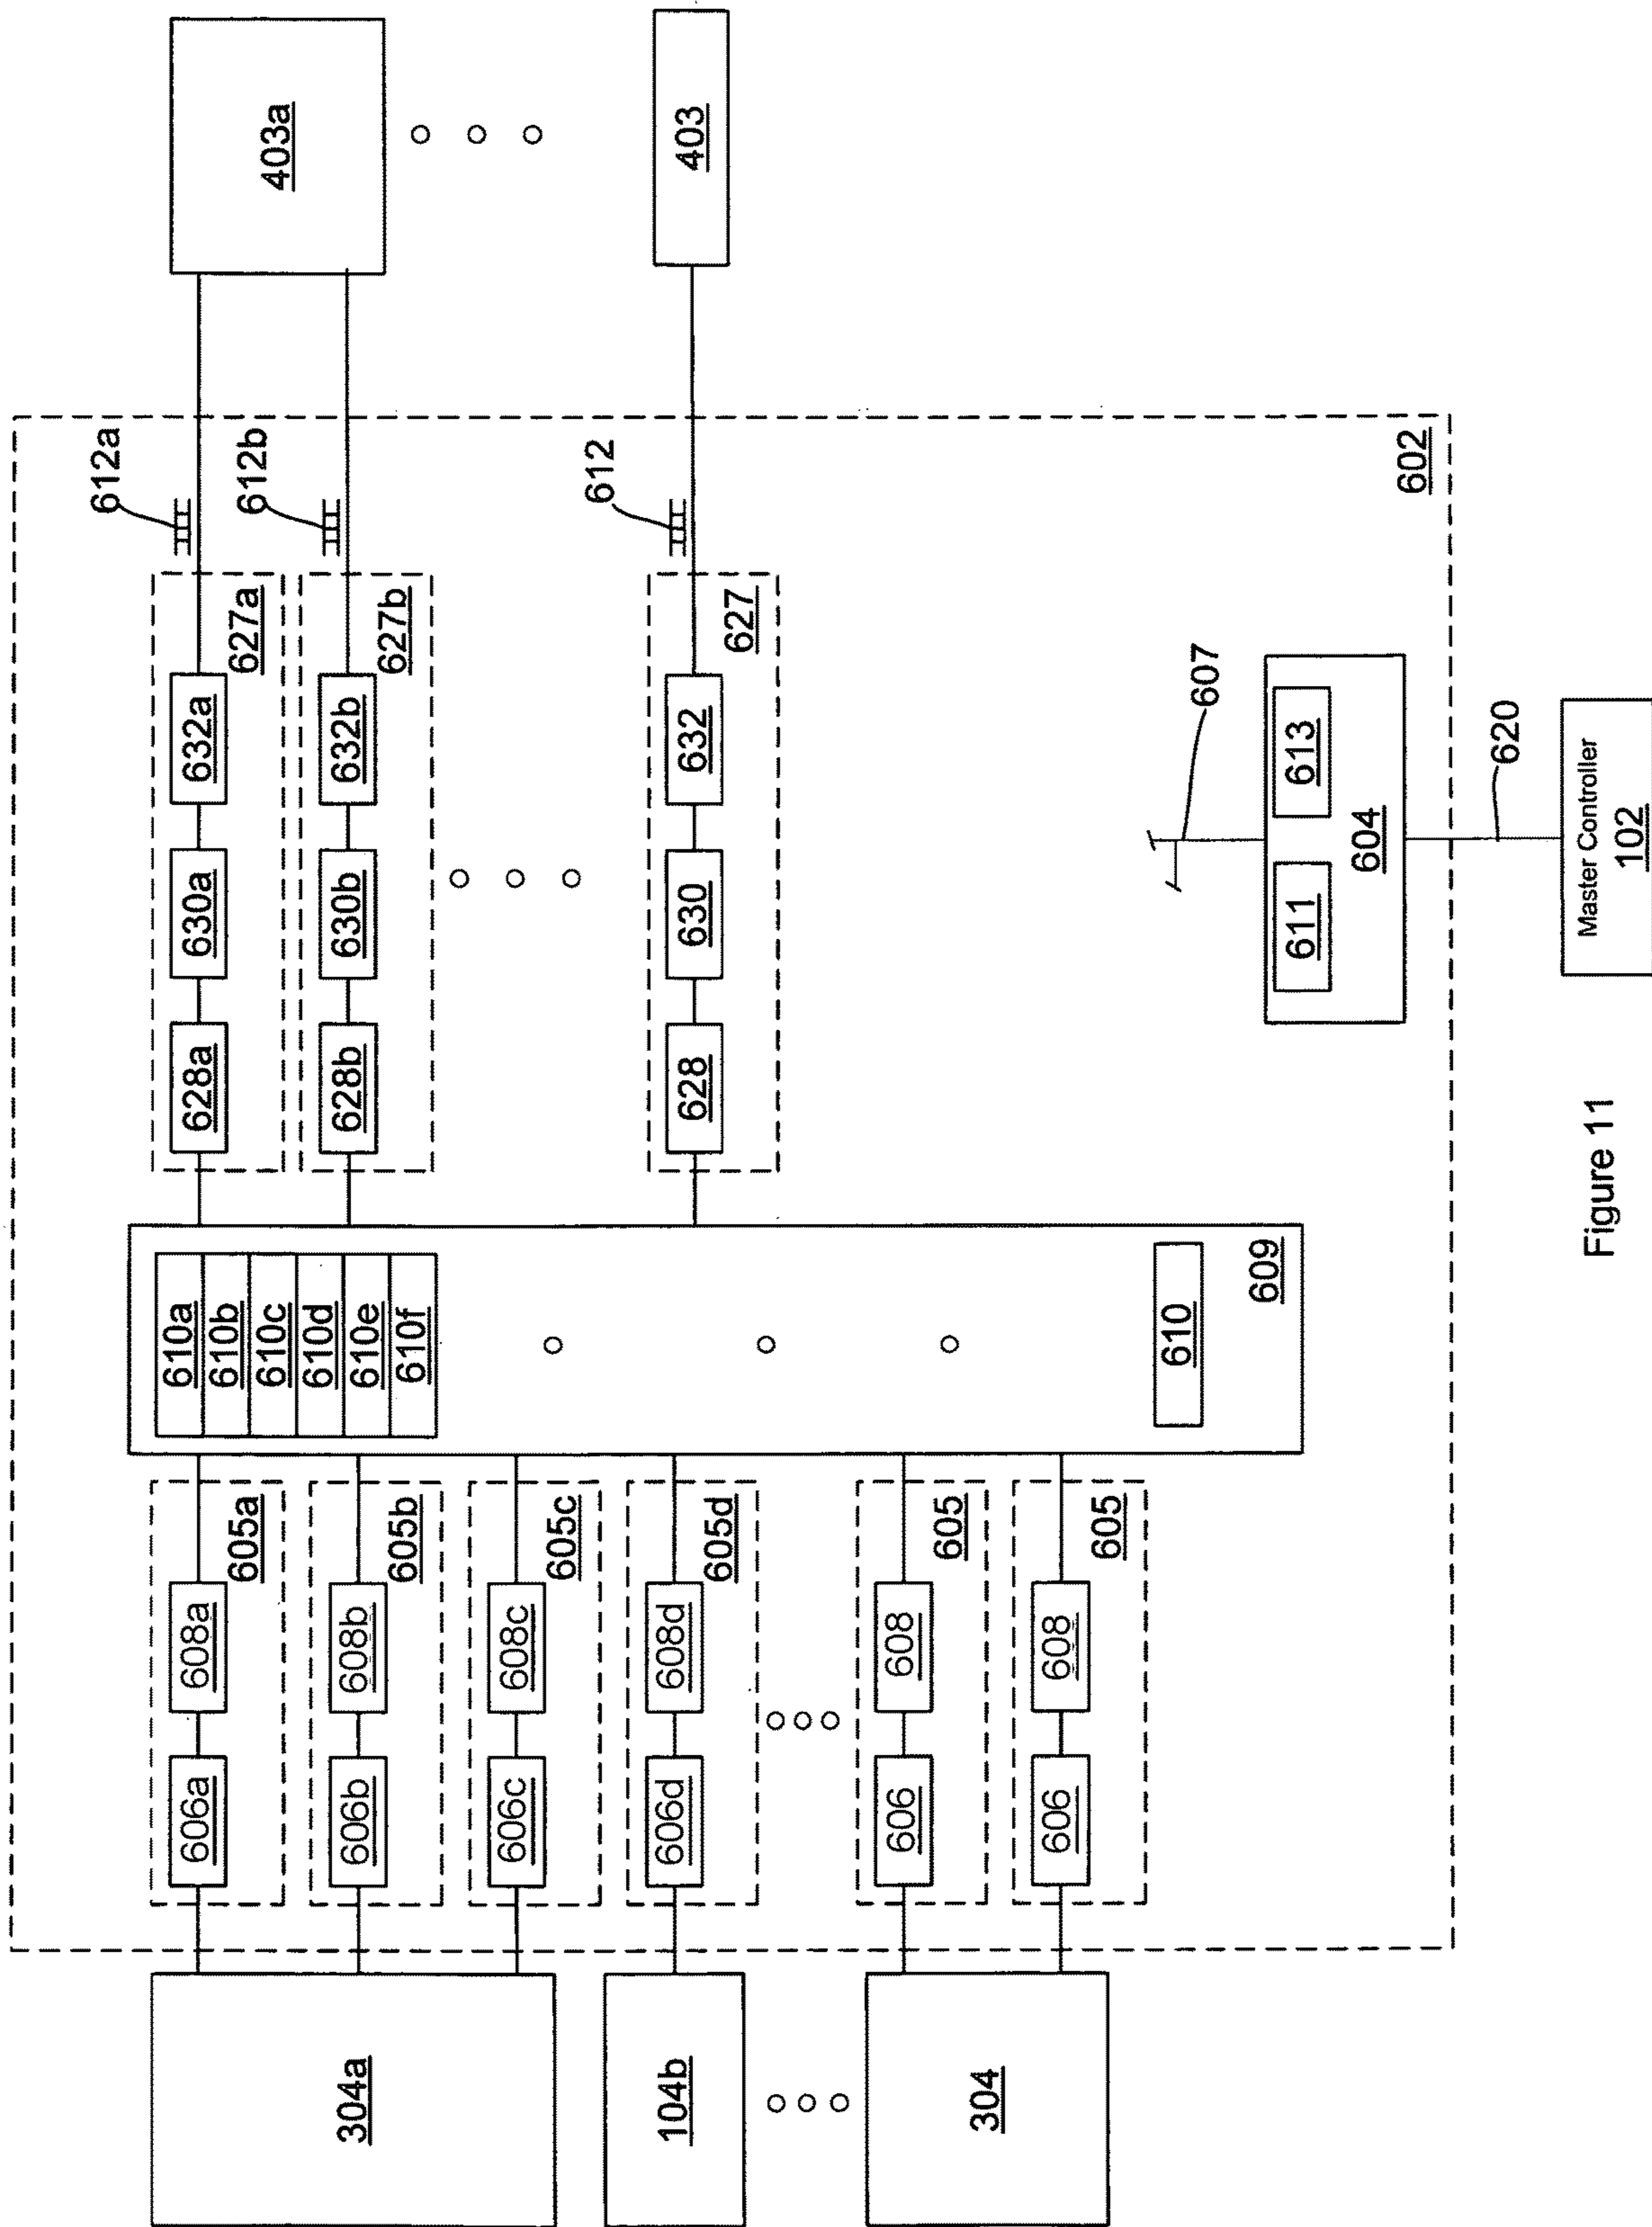 304a
104b
304
606a
608a
605a
606b
608b
605b
606c
608c
605c
606d
608d
605d
606
608
605
606
608
605
610a
610b
610c
610d
610e
610f
610
609
628a
630a
632a
627a
628b
630b
632b
627b
628
630
632
627
612a
612b
612
403a
403
607
611
613
604
602
620
Master Controller
102
Figure 11